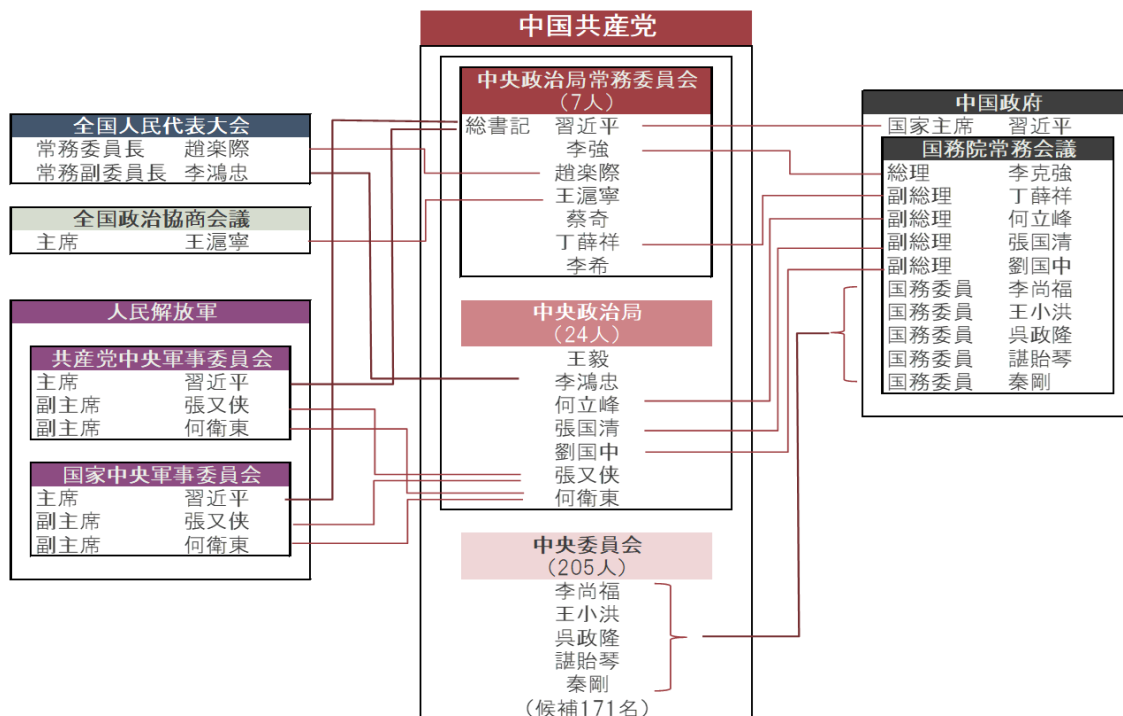 中国共産党
中央政治局常務委員会
(7人)
総書記 習近平
李強
趙楽際
王滬寧
蔡奇
丁薛祥
李希
中央政治局
(24人)
王毅
李鴻忠
何立峰
張国清
劉国中
張又侠
何衛東
中央委員会
(205人)
李尚福
王小洪
呉政隆
諶貽琴
秦剛
(候補171名)
全国人民代表大会
常務委員長 趙楽際
常務副委員長 李鴻忠
全国政治協商会議
主席 王滬寧
人民解放軍
共産党中央軍事委員会
主席 習近平
副主席 張又侠
副主席 何衛東
国家中央軍事委員会
主席 習近平
副主席 張又侠
副主席 何衛東
中国政府
国家主席 習近平
国務院常務会議
総理 李克強
副総理 丁薛祥
副総理 何立峰
副総理 張国清
副総理 劉国中
国務委員 李尚福
国務委員 王小洪
国務委員 呉政隆
国務委員 諶貽琴
国務委員 秦剛